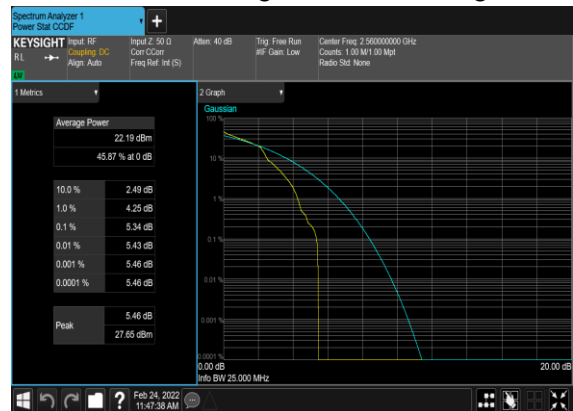 Spectrum Analyzer 1
Power Stat CCDF
KEYSIGHT
RL
LW
Input: RF
Coupling: DC
Align: Auto
Input Z: 50 Ω
Corr CCorr
Freq Ref: Int (S)
Atten: 40 dB
Trig: Free Run
#IF Gain: Low
Center Freq: 2.560000000 GHz
Counts: 1.00 M/1.00 Mpt
Radio Std: None
1 Metrics
Average Power
22.19 dBm
45.87 % at 0 dB
10.0 % 2.49 dB
1.0 % 4.25 dB
0.1 % 5.34 dB
0.01 % 5.43 dB
0.001 % 5.46 dB
0.0001 % 5.46 dB
Peak
5.46 dB
27.65 dBm
2 Graph
Gaussian
100 %
10 %
1 %
0.1 %
0.01 %
0.001 %
0.0001 %
0.00 dB 20.00 dB
Info BW 25.000 MHz
?
Feb 24, 2022
11:47:38 AM